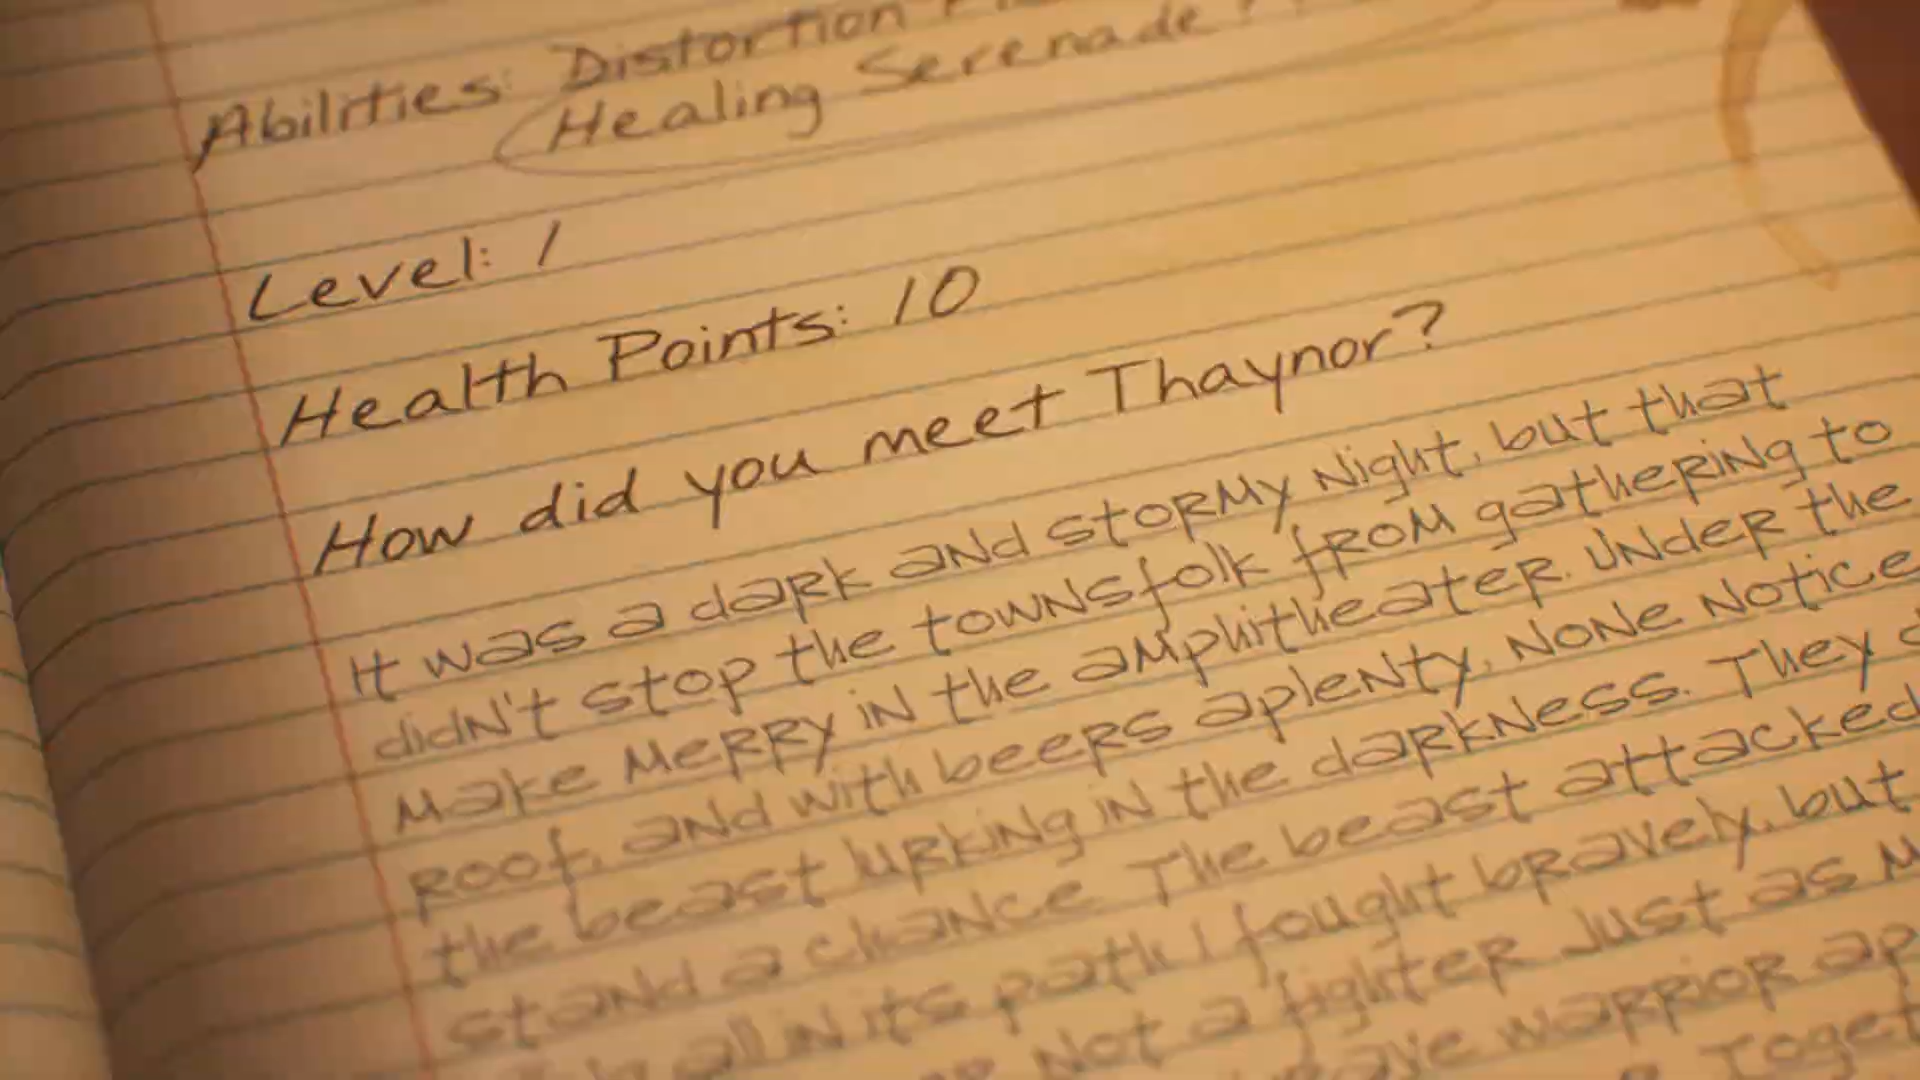 Abilities: Distortion
Healing Serenade
Level: 1
Health Points: 10
How did you meet Thaynor?
It was a dark and stormy night, but that
didn't stop the townsfolk from gathering to
make merry in the amphitheater. Under the
roof, and with beers aplenty, none notice
the beast lurking in the darkness. They
stand a chance. The beast attacked
all in its path. I fought bravely, but
not a fighter. Just as
warrior